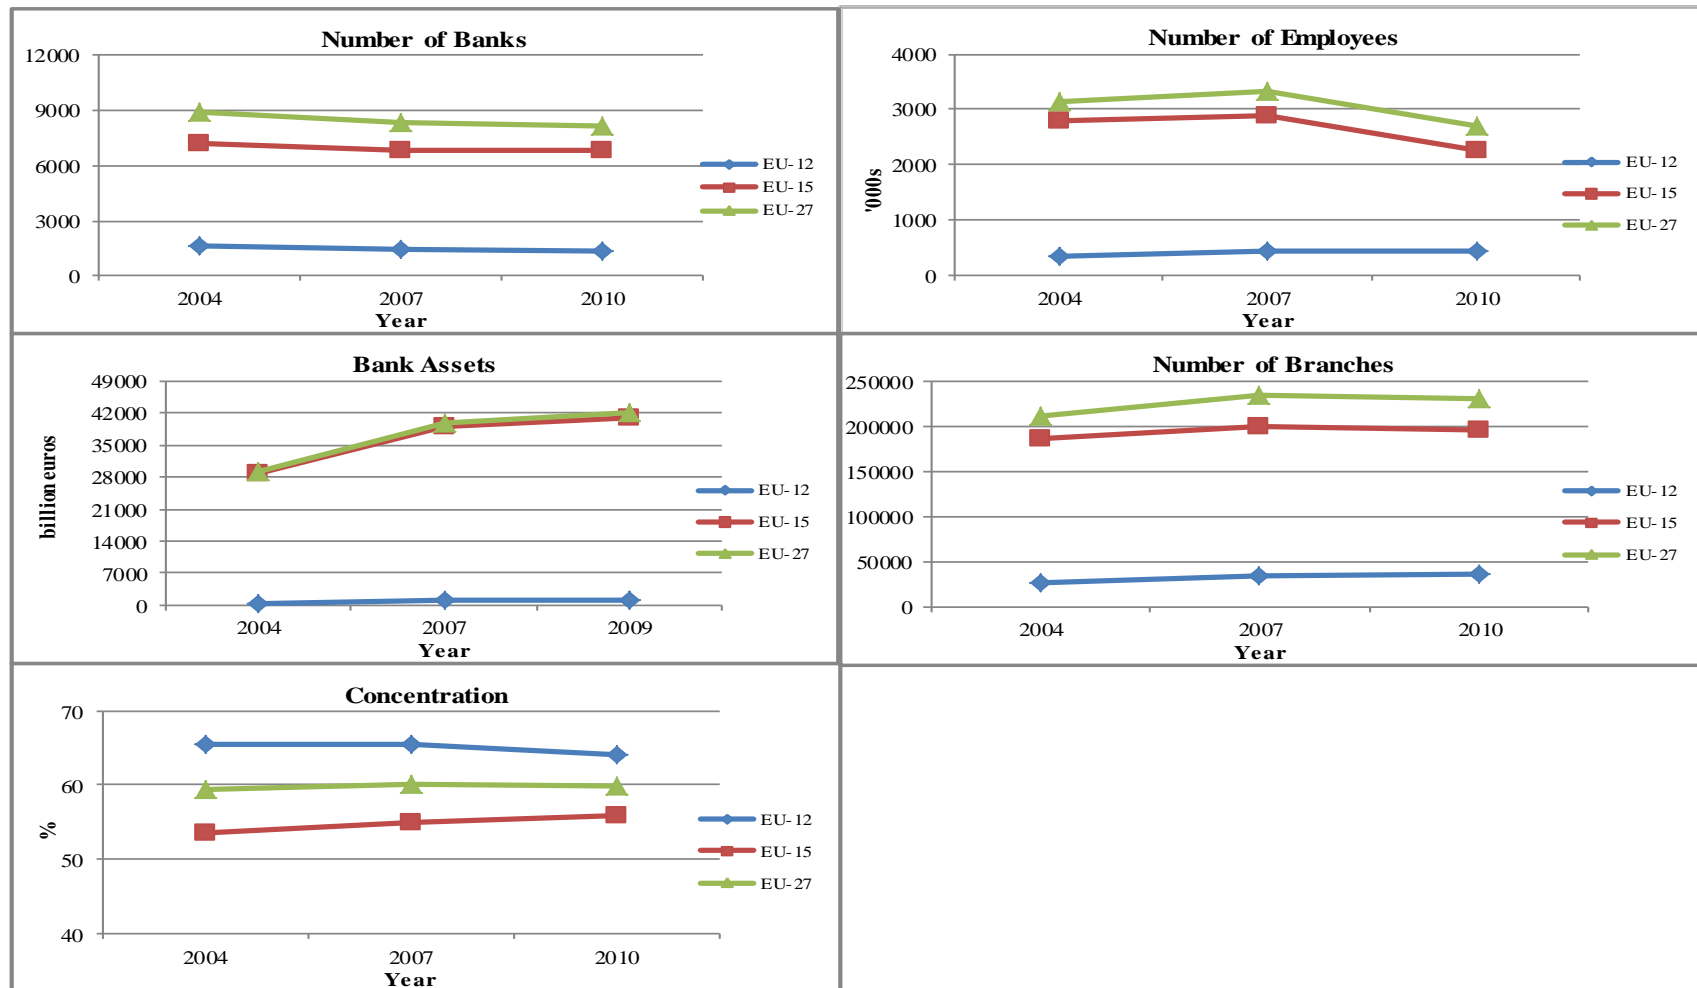 Number of Banks
12000
9000
6000
3000
0
2004 2007 2010
Year
EU-12
EU-15
EU-27
Number of Employees
'000s
4000
3000
2000
1000
0
2004 2007 2010
Year
EU-12
EU-15
EU-27
Bank Assets
billion euros
49000
42000
35000
28000
21000
14000
7000
0
2004 2007 2009
Year
EU-12
EU-15
EU-27
Number of Branches
250000
200000
150000
100000
50000
0
2004 2007 2010
Year
EU-12
EU-15
EU-27
Concentration
%
70
60
50
40
2004 2007 2010
Year
EU-12
EU-15
EU-27